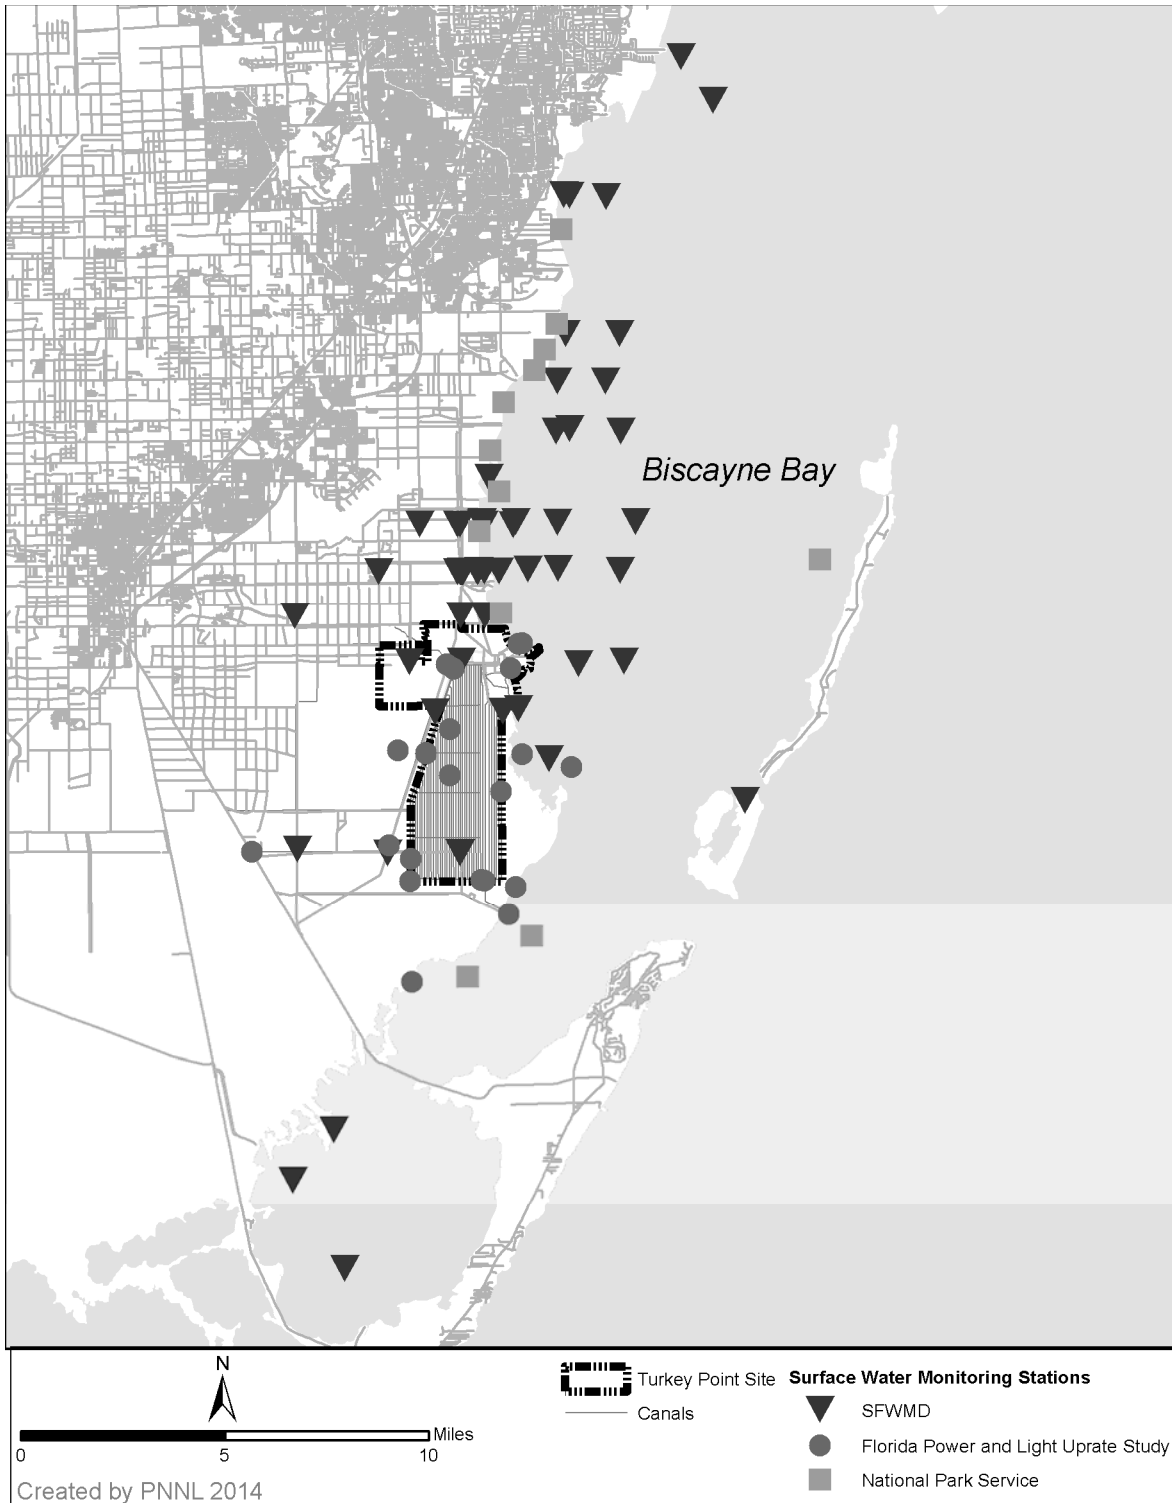 Biscayne Bay
N
Miles
0 5 10
Created by PNNL 2014
Turkey Point Site
Canals
Surface Water Monitoring Stations
SFWMD
Florida Power and Light Uprate Study
National Park Service